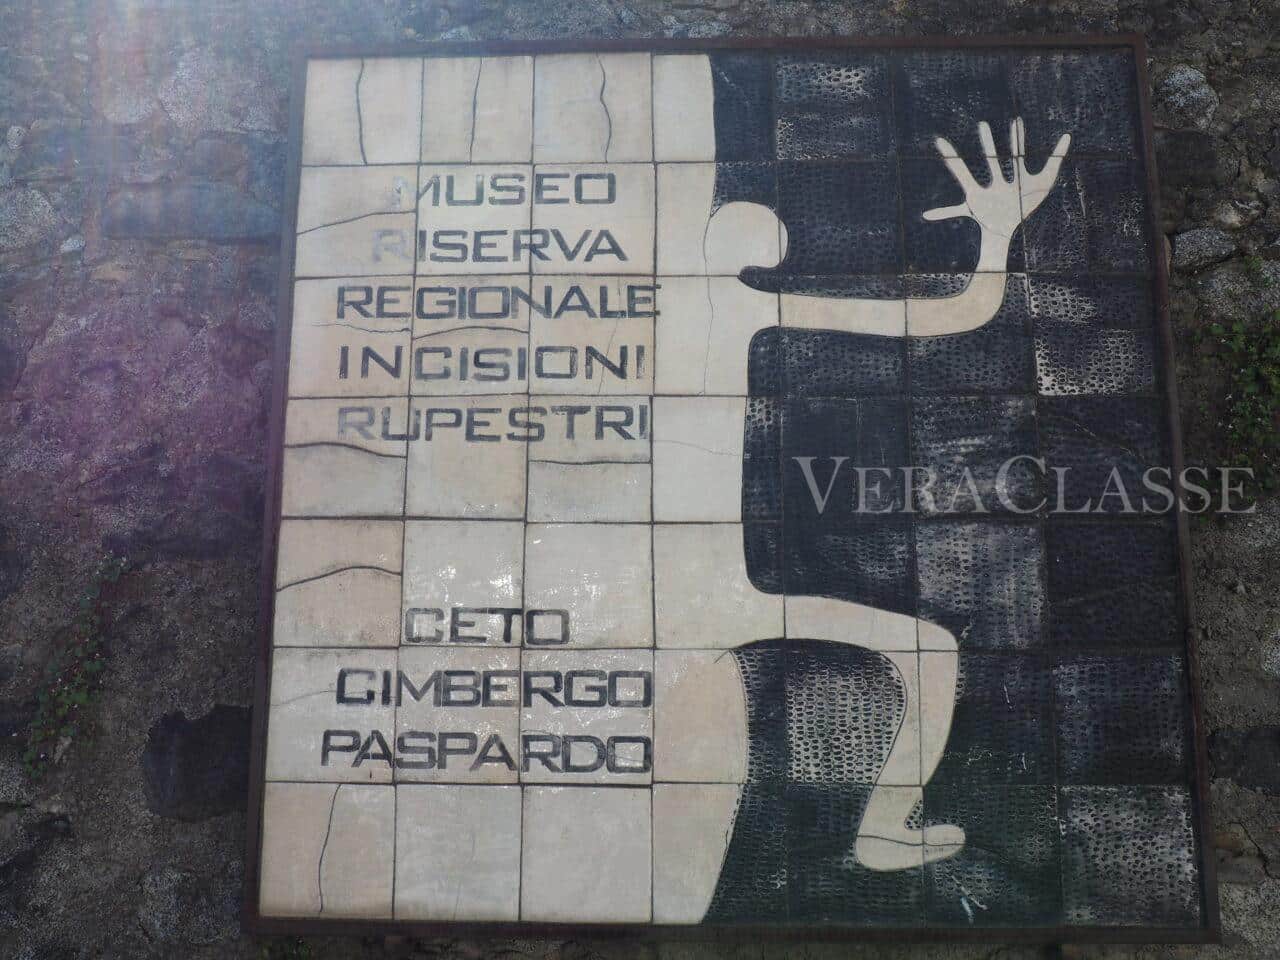 MUSEO
RISERVA
REGIONALE
INCISIONI
RUPESTRI
CETO
CIMBERGO
PASPARDO
VERACLASSE